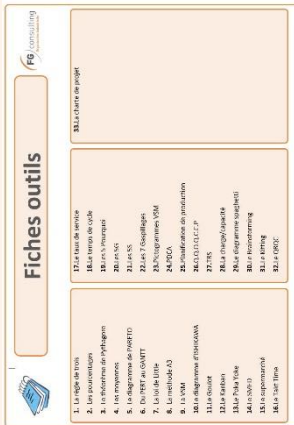 FG consulting
Fiches outils
1. La règle de trois
2. Les pourcentages
3. Le théorème de Pythagore
4. Les moyennes
5. Le diagramme de PARETO
6. Du PERT au GANTT
7. La loi de Little
8. La méthode A3
9. La VSM
10. Le diagramme d'ISHIKAWA
11. Le Goulot
12. Le Kanban
13. Le Poka Yoke
14. Le SMED
15. Le supermarché
16. Le Takt Time
17. Le taux de service
18. Le temps de cycle
19. Les 5 Pourquoi
20. Les 5G
21. Les 5S
22. Les 7 Gaspillages
23. Pictogrammes VSM
24. PDCA
25. Planification de production
26. Q.Q.O.Q.C.C.P
27. TRS
28. La charge/capacité
29. Le diagramme spaghetti
30. Le Brainstorming
31. Le Kitting
32. Le QRQC
33. La charte de projet